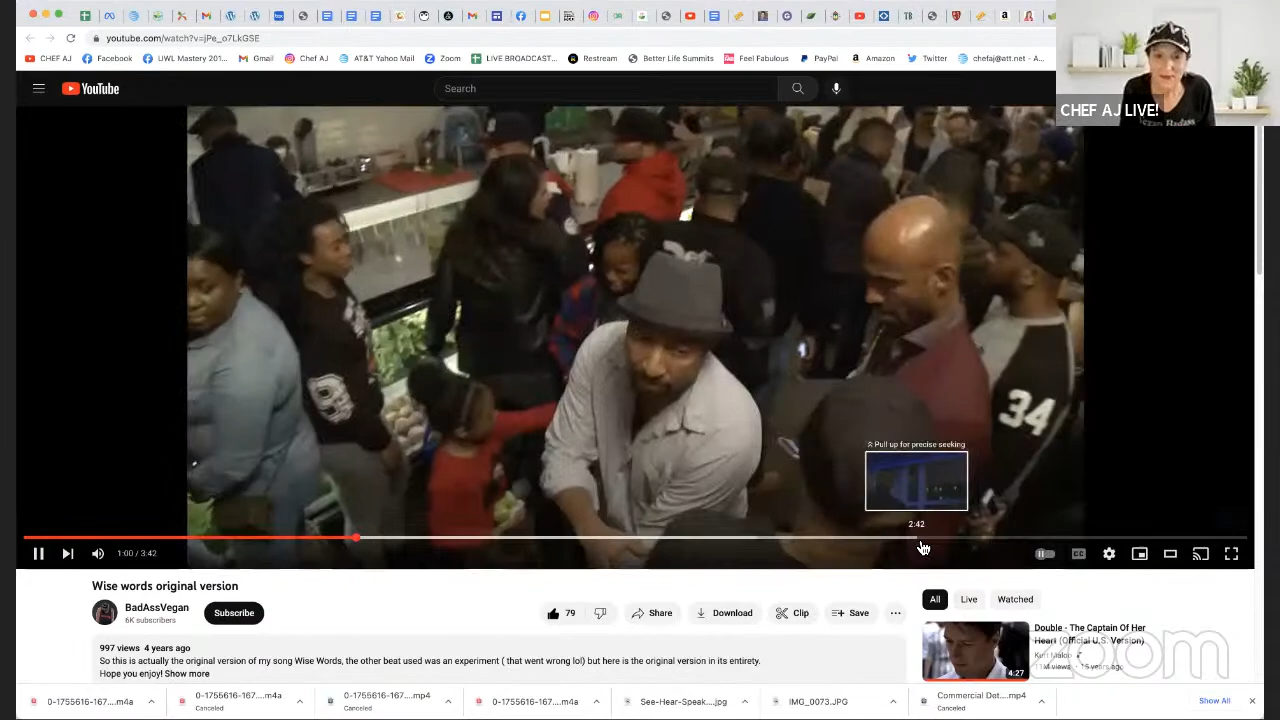 youtube.com/watch?v=jPe_o7LkGSE
CHEF AJ Facebook UWL Mastery 201... Gmail Chef AJ AT&T Yahoo Mail Zoom LIVE BROADCAST... Restream Better Life Summits Feel Fabulous PayPal Amazon Twitter chefaj@att.net - A...
YouTube
Search
CHEF AJ LIVE!
34
Pull up for precise seeking
2:42
1:00 / 3:42
Wise words original version
BadAssVegan
6K subscribers
Subscribe
79
Share
Download
Clip
Save
All Live Watched
997 views 4 years ago
So this is actually the original version of my song Wise Words, the other beat used was an experiment ( that went wrong lol) but here is the original version in its entirety.
Hope you enjoy! Show more
Double - The Captain Of Her
Heart (Official U.S. Version)
4:27
zoom
0-1755616-167....m4a
0-1755616-167....m4a
Canceled
0-1755616-167....mp4
Canceled
0-1755616-167....m4a
See-Hear-Speak....jpg
IMG_0073.JPG
Commercial Det....mp4
Canceled
Show All